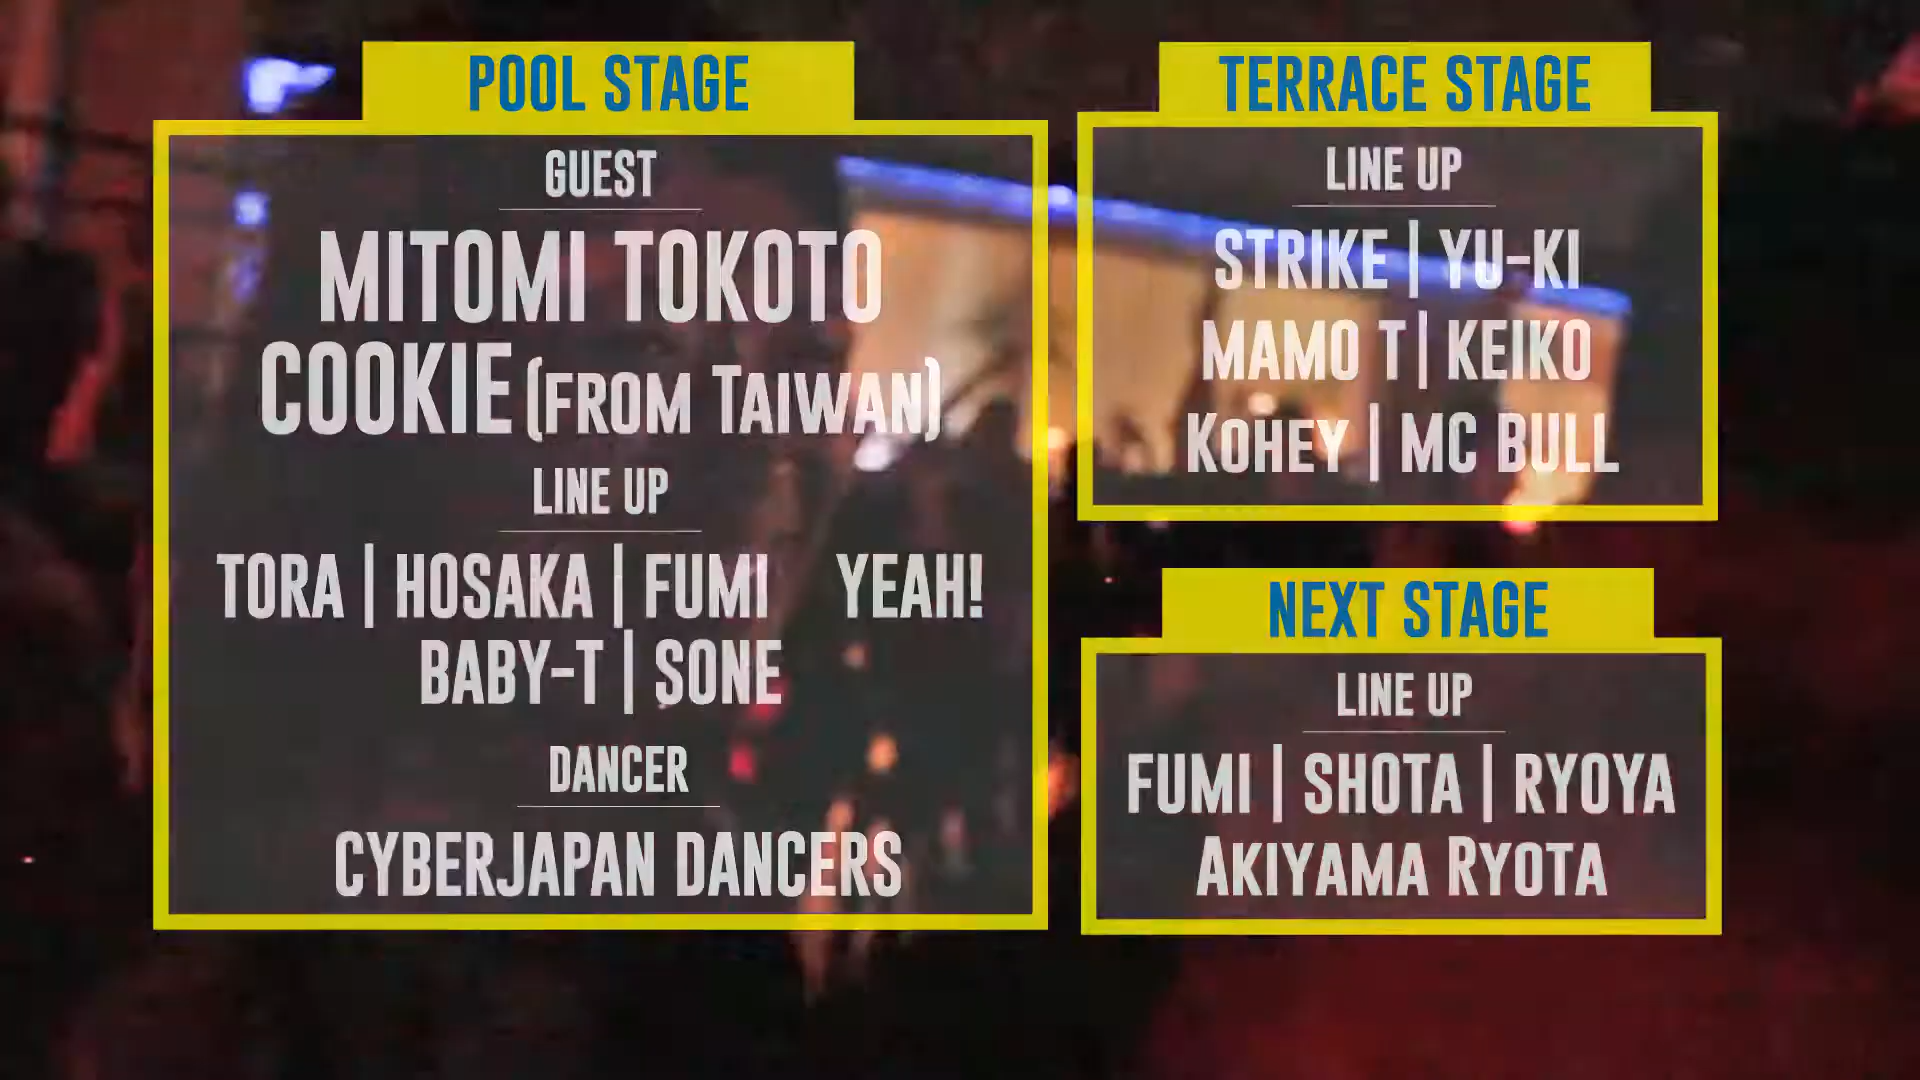 POOL STAGE
GUEST
MITOMI TOKOTO
COOKIE (FROM TAIWAN)
LINE UP
TORA | HOSAKA | FUMI YEAH!
BABY-T | SONE
DANCER
CYBERJAPAN DANCERS
TERRACE STAGE
LINE UP
STRIKE | YU-KI
MAMO T | KEIKO
KOHEY | MC BULL
NEXT STAGE
LINE UP
FUMI | SHOTA | RYOYA
AKIYAMA RYOTA